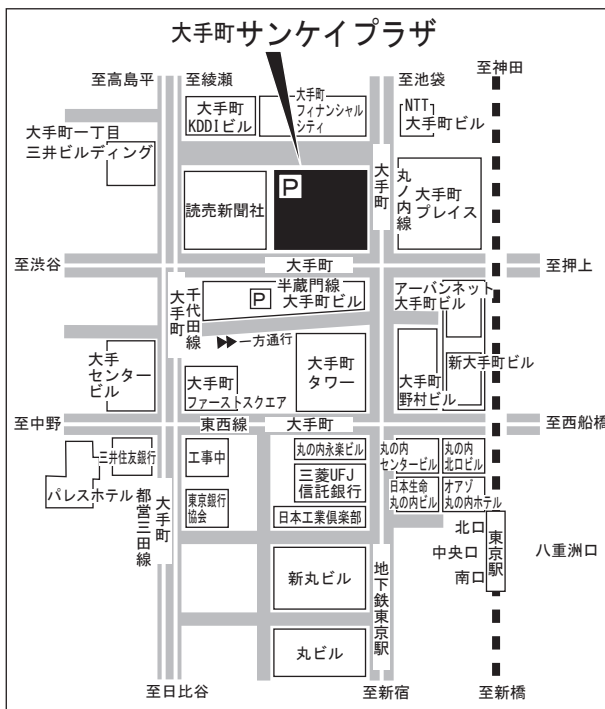 大手町サンケイプラザ
至神田
至高島平
至綾瀬
至池袋
大手町
KDDIビル
大手町
フィナンシャル
シティ
NTT
大手町ビル
大手町一丁目
三井ビルディング
P
読売新聞社
大手町
丸ノ内線
大手町
プレイス
至渋谷
大手町
至押上
千代田線
大手町
半蔵門線
P
大手町ビル
アーバンネット
大手町ビル
一方通行
大手
センター
ビル
大手町
ファーストスクエア
大手町
タワー
大手町
野村ビル
新大手町ビル
至中野
東西線
大手町
至西船橋
三井住友銀行
パレスホテル
都営三田線
大手町
工事中
東京銀行
協会
丸の内永楽ビル
三菱UFJ
信託銀行
日本工業倶楽部
丸の内
センタービル
丸の内
北口ビル
日本生命
丸の内ビル
オアゾ
丸の内ホテル
北口
中央口
南口
東京駅
八重洲口
新丸ビル
地下鉄東京駅
丸ビル
至日比谷
至新宿
至新橋